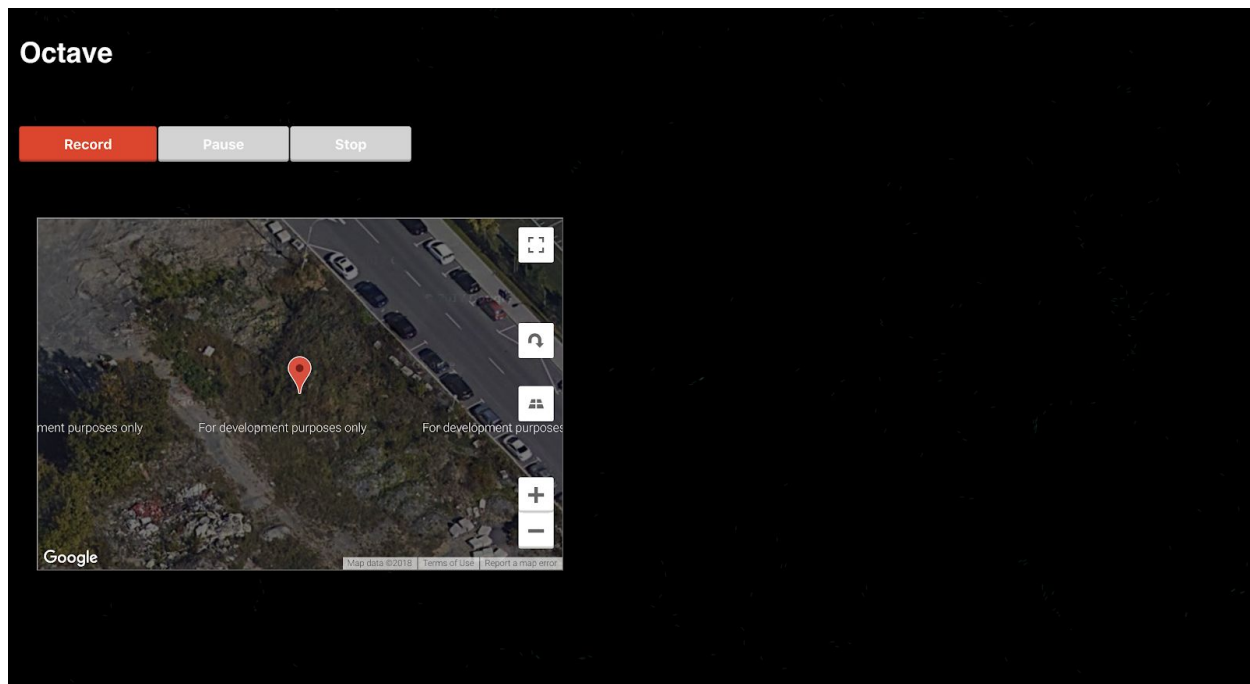 Octave
Record Pause Stop
ment purposes only For development purposes only For development purposes
Google
Map data ©2018 Terms of Use Report a map error